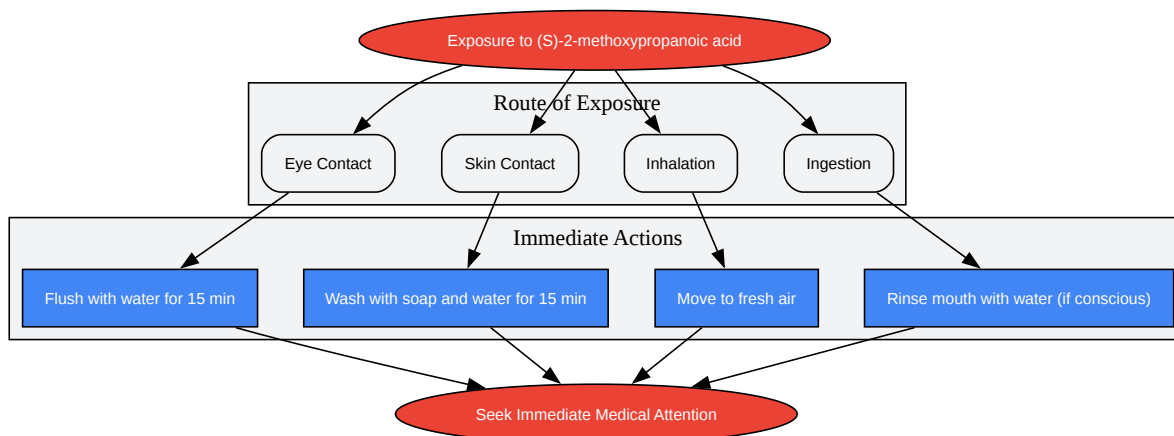 Exposure to (S)-2-methoxypropanoic acid
Route of Exposure
Eye Contact
Skin Contact
Inhalation
Ingestion
Immediate Actions
Flush with water for 15 min
Wash with soap and water for 15 min
Move to fresh air
Rinse mouth with water (if conscious)
Seek Immediate Medical Attention